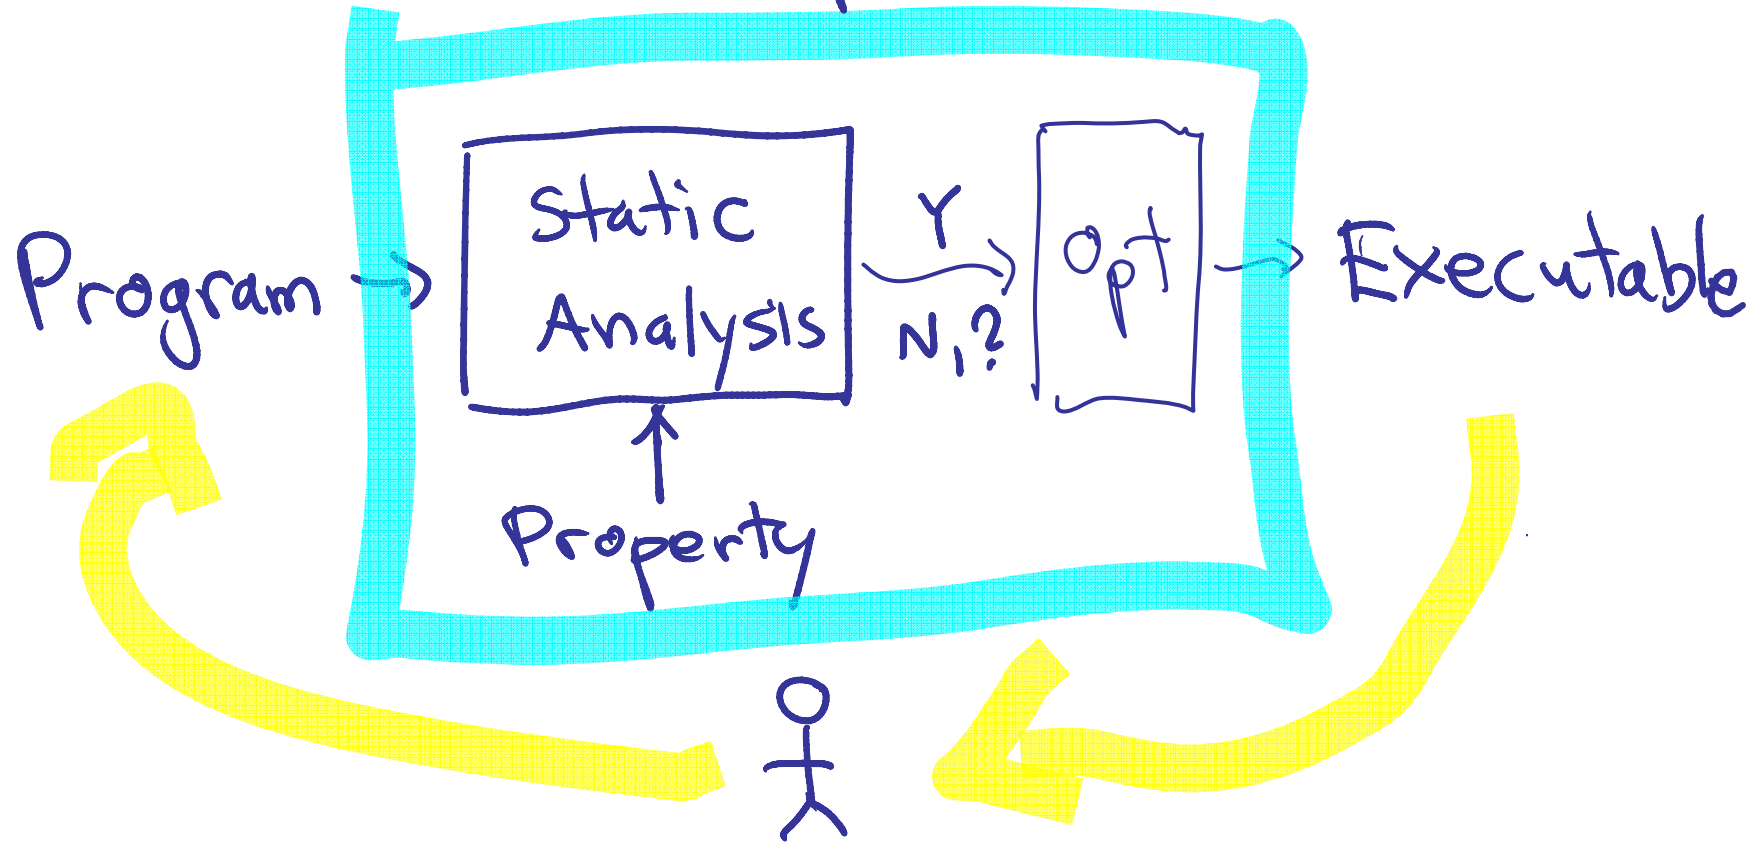 Program
Static
Analysis
Y
N, ?
Opt
Executable
Property